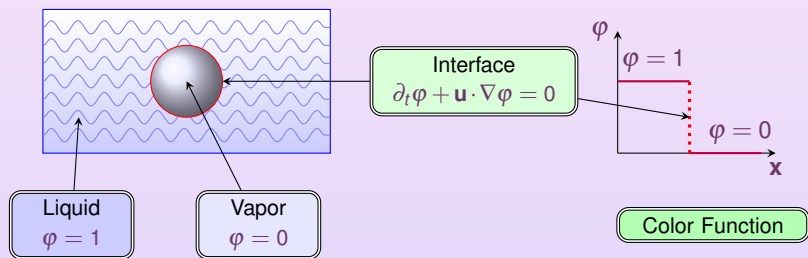 Interface
∂ₜφ + u · ∇φ = 0
φ
φ = 1
φ = 0
x
Liquid
φ = 1
Vapor
φ = 0
Color Function